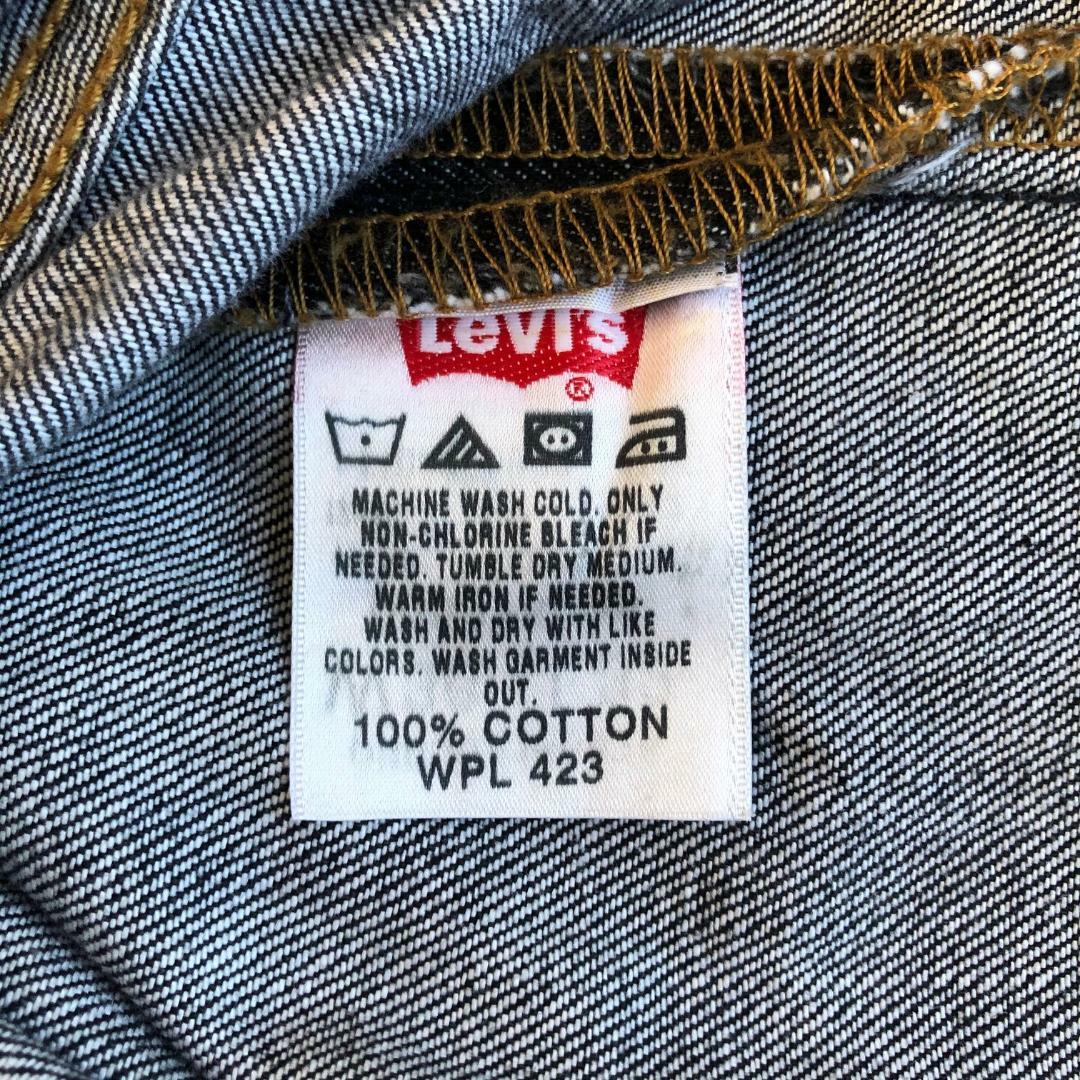 Levi's
®
MACHINE WASH COLD. ONLY
NON-CHLORINE BLEACH IF
NEEDED. TUMBLE DRY MEDIUM.
WARM IRON IF NEEDED.
WASH AND DRY WITH LIKE
COLORS. WASH GARMENT INSIDE
OUT.
100% COTTON
WPL 423